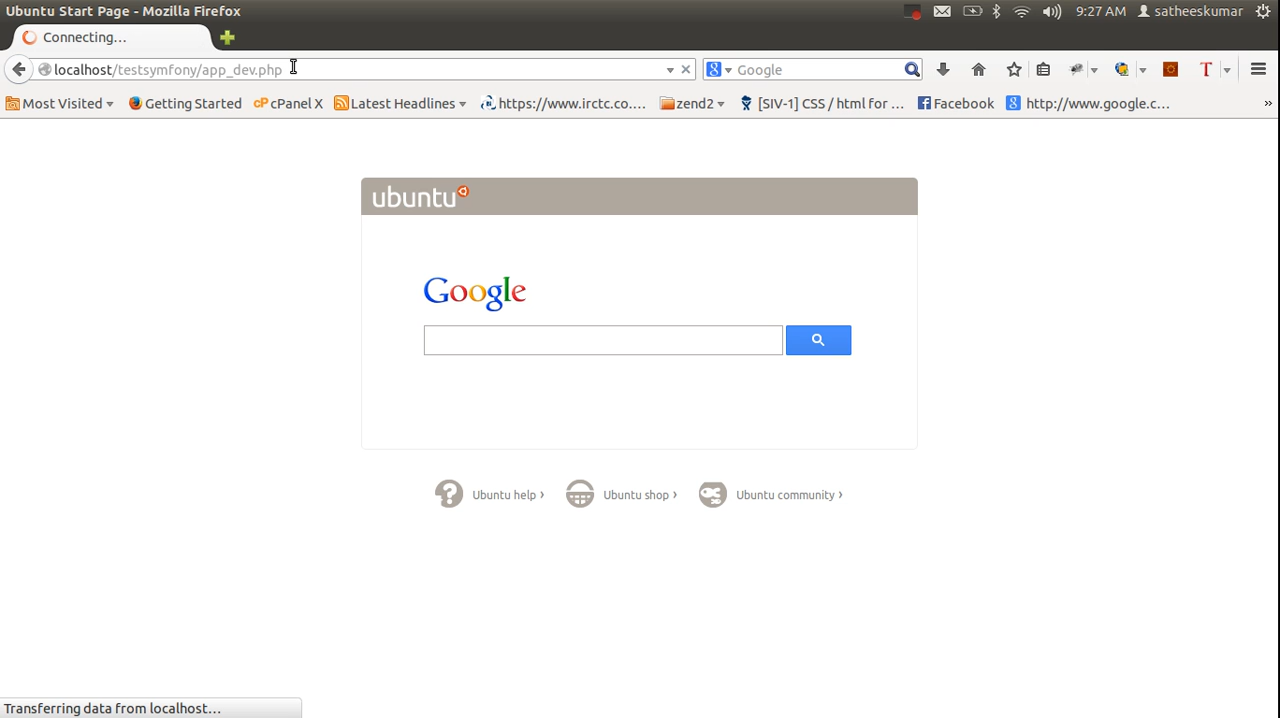 Ubuntu Start Page - Mozilla Firefox
9:27 AM satheeskumar
Connecting...
localhost/testsymfony/app_dev.php
Google
Most Visited Getting Started cPanel X Latest Headlines https://www.irctc.co.... zend2 [SIV-1] CSS / html for ... Facebook http://www.google.c... »
ubuntu
Google
Ubuntu help › Ubuntu shop › Ubuntu community ›
Transferring data from localhost...